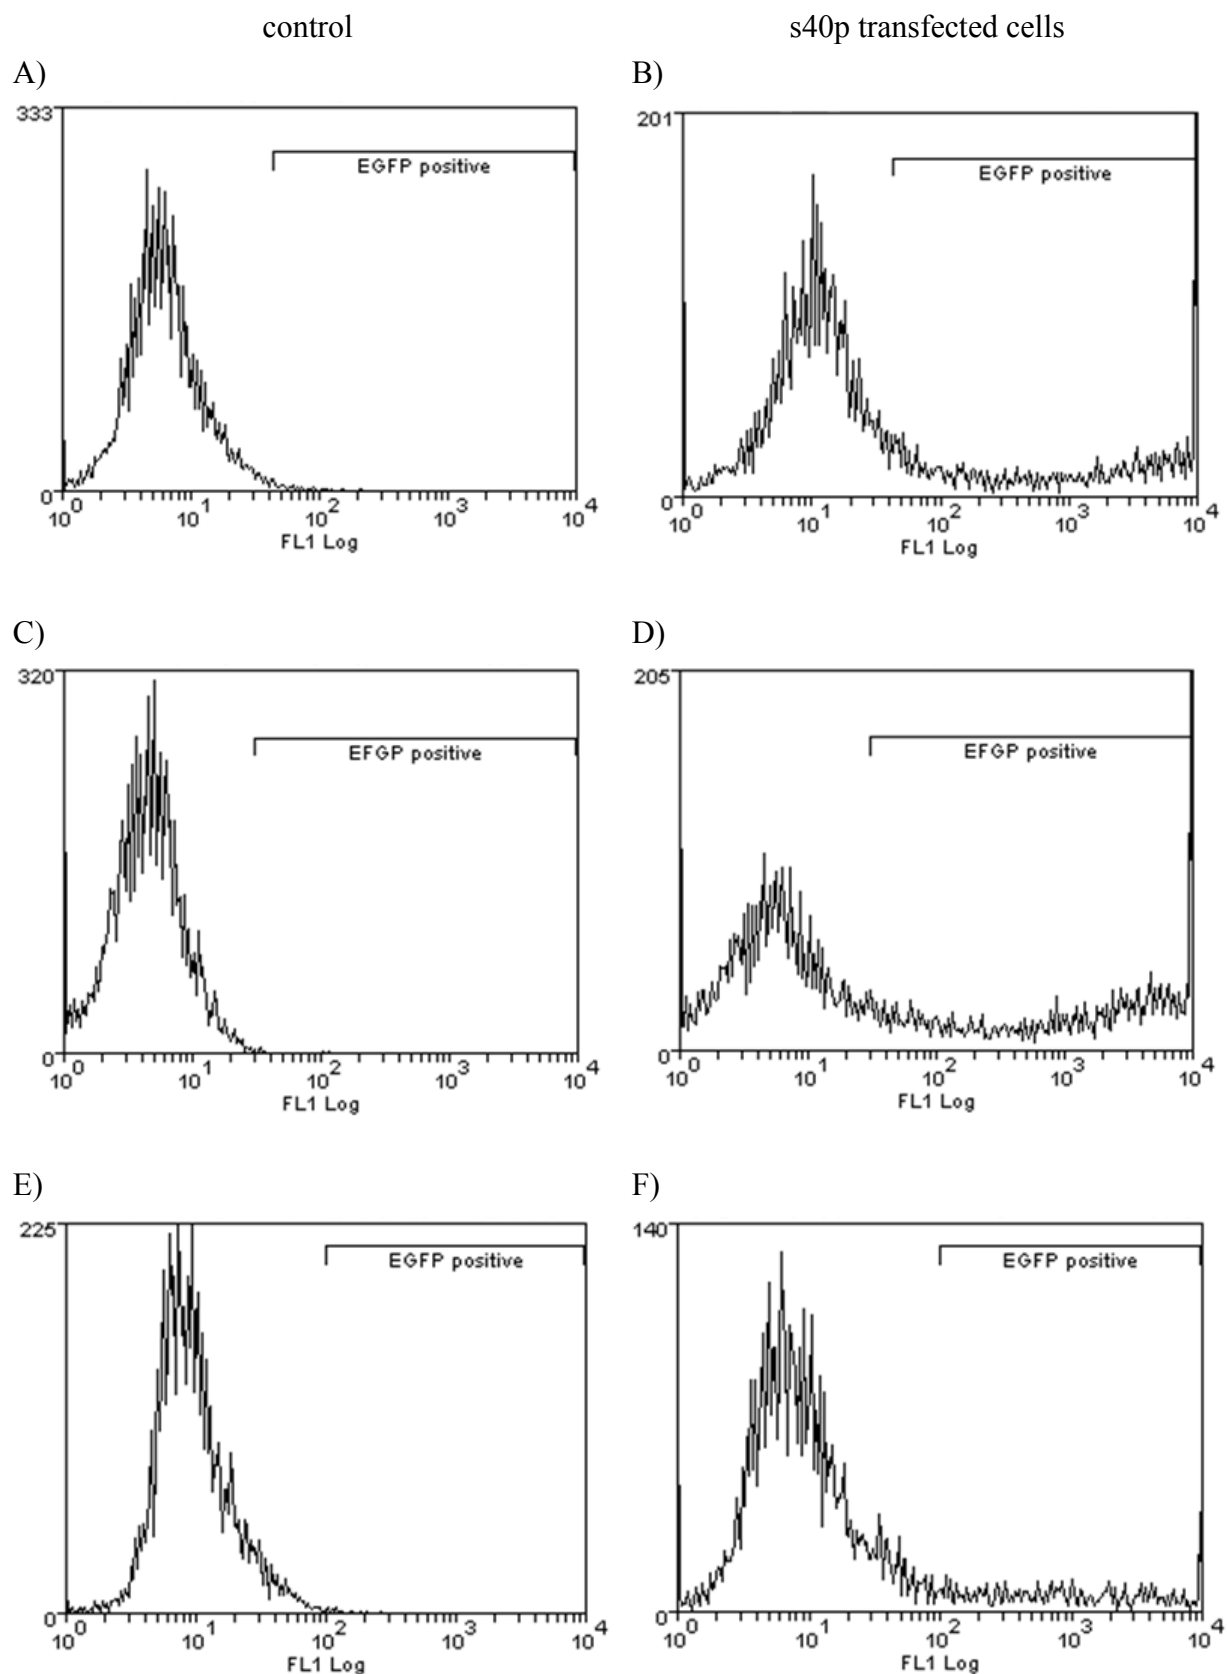 control s40p transfected cells
A) B)
333
EGFP positive
0
10^0 10^1 10^2 10^3 10^4
FL1 Log
201
EGFP positive
0
10^0 10^1 10^2 10^3 10^4
FL1 Log
C) D)
320
EFGP positive
0
10^0 10^1 10^2 10^3 10^4
FL1 Log
205
EFGP positive
0
10^0 10^1 10^2 10^3 10^4
FL1 Log
E) F)
225
EGFP positive
0
10^0 10^1 10^2 10^3 10^4
FL1 Log
140
EGFP positive
0
10^0 10^1 10^2 10^3 10^4
FL1 Log